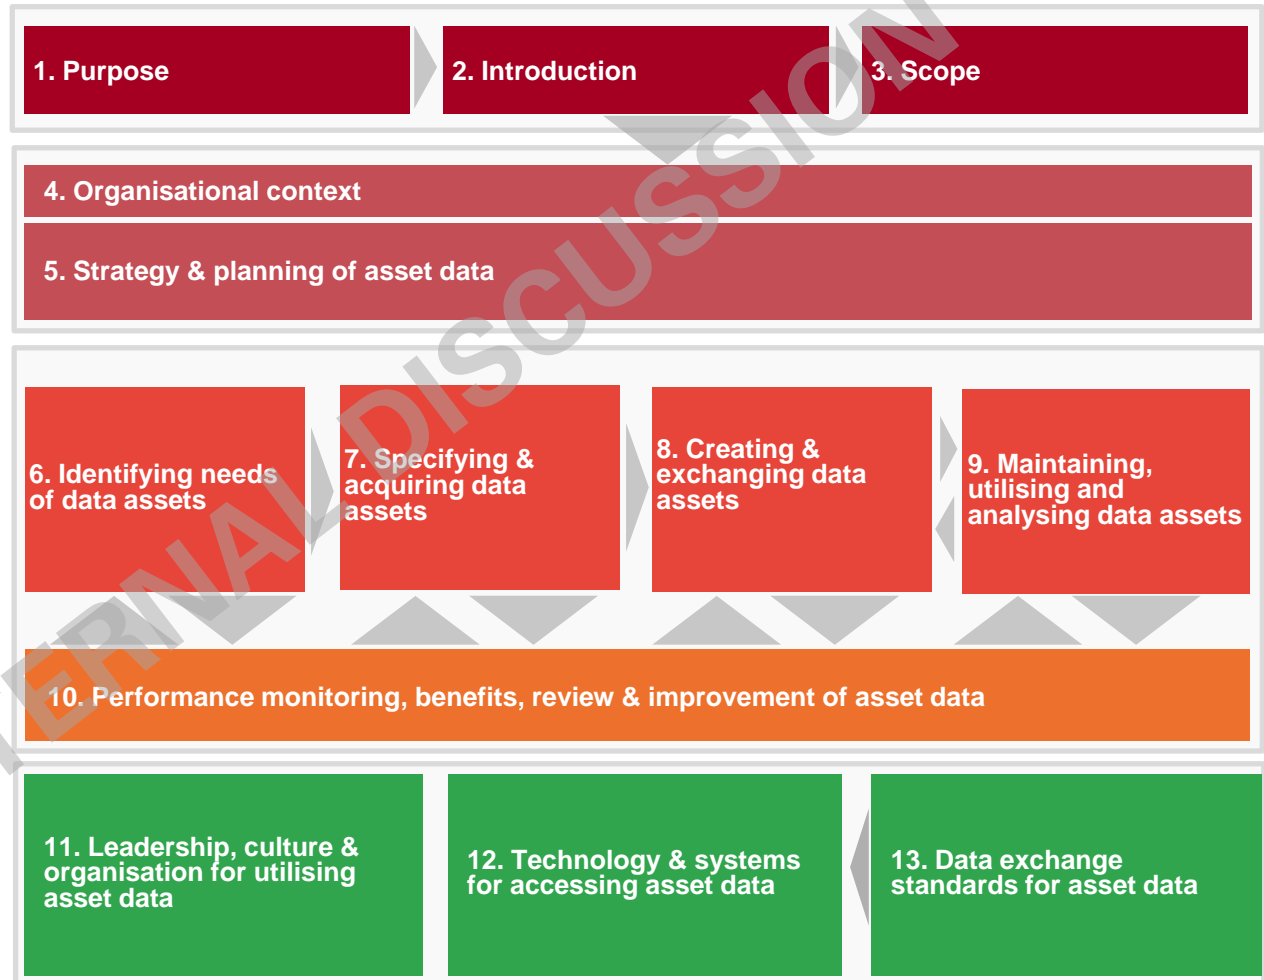 1. Purpose
2. Introduction
3. Scope
4. Organisational context
5. Strategy & planning of asset data
6. Identifying needs
of data assets
7. Specifying &
acquiring data
assets
8. Creating &
exchanging data
assets
9. Maintaining,
utilising and
analysing data assets
10. Performance monitoring, benefits, review & improvement of asset data
11. Leadership, culture &
organisation for utilising
asset data
12. Technology & systems
for accessing asset data
13. Data exchange
standards for asset data
TERNAL DISCUSSION